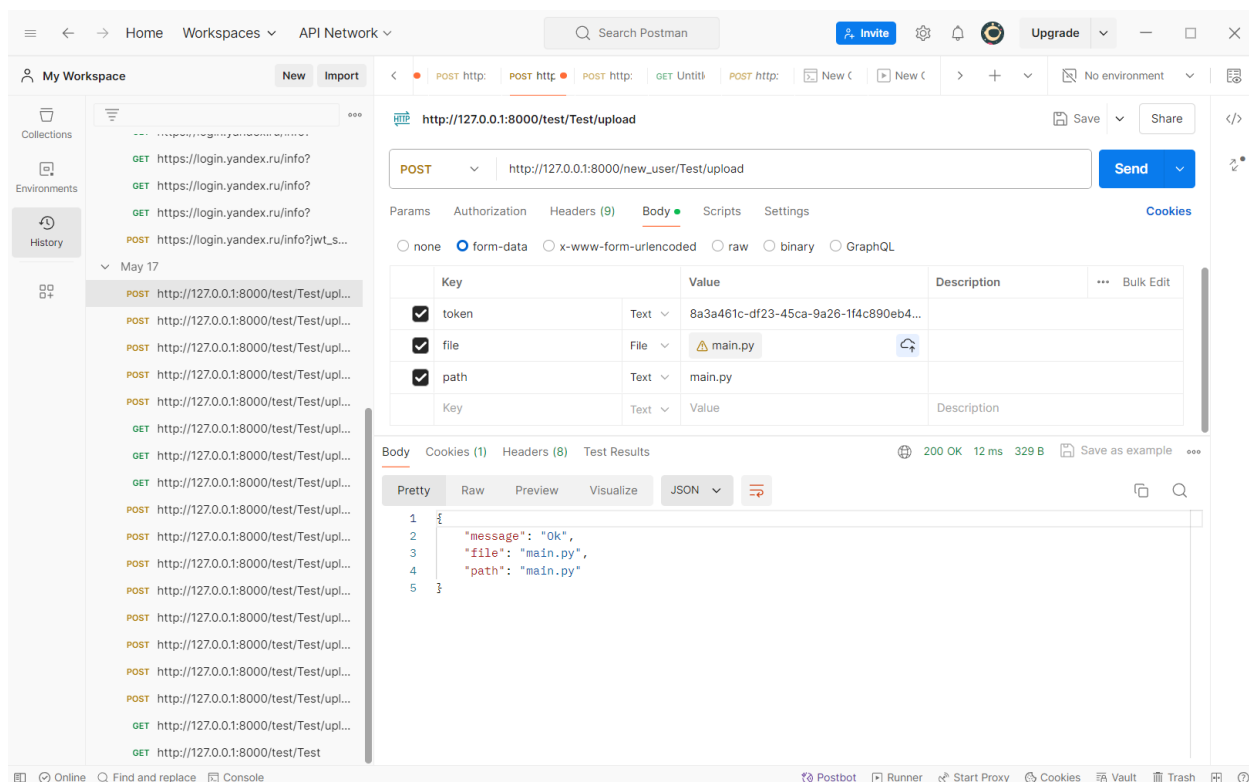 Home Workspaces API Network Search Postman Invite Upgrade
My Workspace New Import POST http: POST http: POST http: GET Untitl POST http: New ( New ( No environment
Collections
Environments
History
GET https://login.yandex.ru/info?
GET https://login.yandex.ru/info?
GET https://login.yandex.ru/info?
GET https://login.yandex.ru/info?
POST https://login.yandex.ru/info?jwt_s...
May 17
POST http://127.0.0.1:8000/test/Test/upl...
POST http://127.0.0.1:8000/test/Test/upl...
POST http://127.0.0.1:8000/test/Test/upl...
POST http://127.0.0.1:8000/test/Test/upl...
POST http://127.0.0.1:8000/test/Test/upl...
GET http://127.0.0.1:8000/test/Test/upl...
GET http://127.0.0.1:8000/test/Test/upl...
GET http://127.0.0.1:8000/test/Test/upl...
POST http://127.0.0.1:8000/test/Test/upl...
POST http://127.0.0.1:8000/test/Test/upl...
POST http://127.0.0.1:8000/test/Test/upl...
POST http://127.0.0.1:8000/test/Test/upl...
POST http://127.0.0.1:8000/test/Test/upl...
POST http://127.0.0.1:8000/test/Test/upl...
POST http://127.0.0.1:8000/test/Test/upl...
POST http://127.0.0.1:8000/test/Test/upl...
GET http://127.0.0.1:8000/test/Test/upl...
GET http://127.0.0.1:8000/test/Test
HTTP http://127.0.0.1:8000/test/Test/upload Save Share
POST http://127.0.0.1:8000/new_user/Test/upload Send
Params Authorization Headers (9) Body Scripts Settings Cookies
none form-data x-www-form-urlencoded raw binary GraphQL
Key Value Description Bulk Edit
token Text 8a3a461c-df23-45ca-9a26-1f4c890eb4...
file File main.py
path Text main.py
Key Text Value Description
Body Cookies (1) Headers (8) Test Results 200 OK 12 ms 329 B Save as example
Pretty Raw Preview Visualize JSON
1 {
2 "message": "Ok",
3 "file": "main.py",
4 "path": "main.py"
5 }
Online Find and replace Console Postbot Runner Start Proxy Cookies Vault Trash